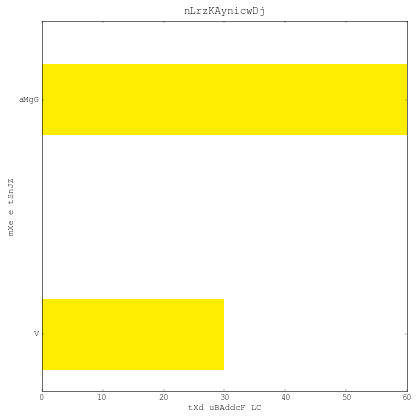 nLrzKAynicwDj
aMgG
mXe e tSnJZ
V
0 10 20 30 40 50 60
tXd uBAddcF LC